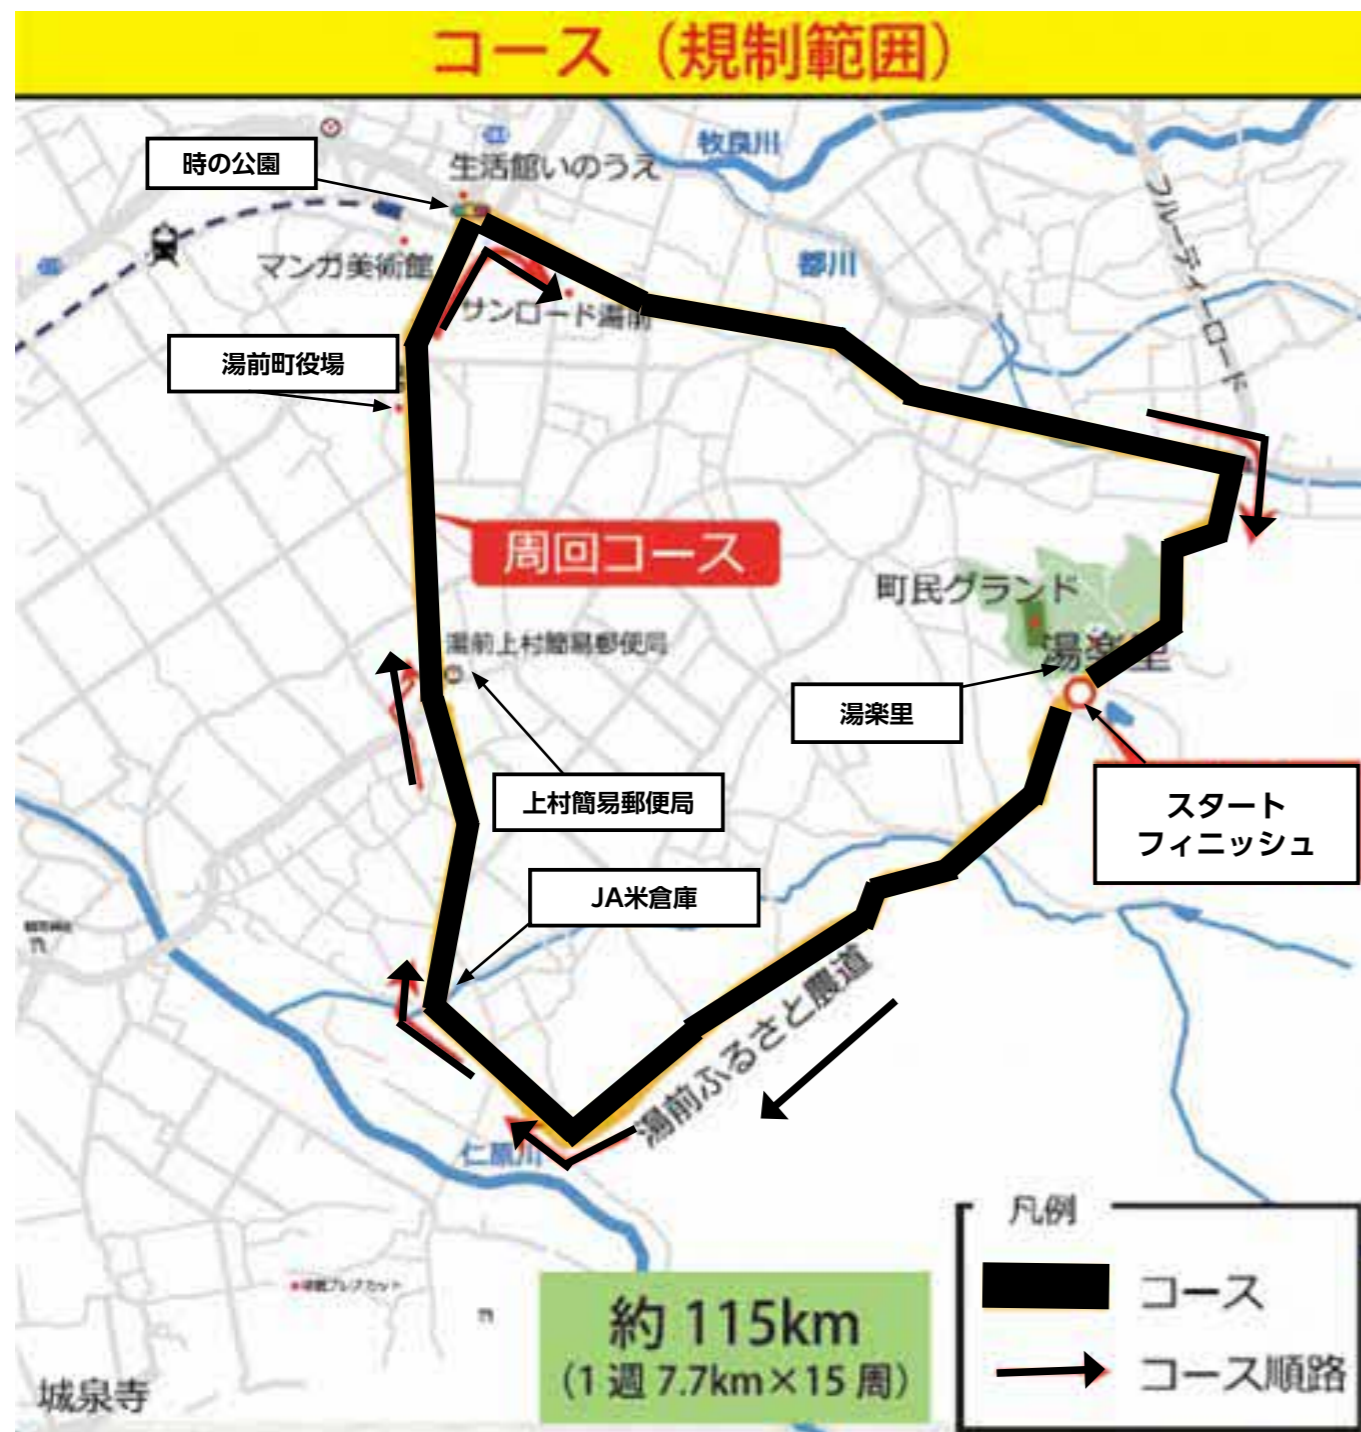 コース（規制範囲）
時の公園
生活館いのうえ
牧良川
フルーティーロード
マンガ美術館
都川
サンロード湯前
湯前町役場
周回コース
町民グランド
湯楽里
湯前上村簡易郵便局
湯楽里
上村簡易郵便局
スタート
フィニッシュ
JA米倉庫
湯前ふるさと農道
仁原川
凡例
コース
コース順路
約 115km
（1 週 7.7km×15 周）
城泉寺